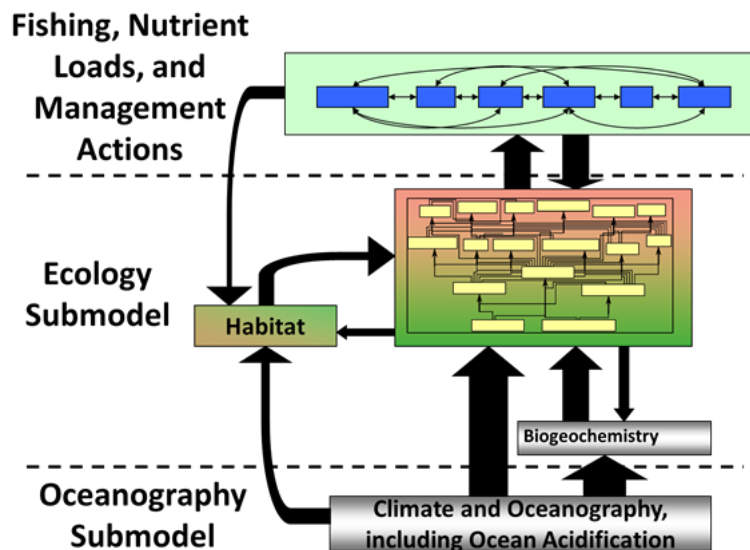 Fishing, Nutrient
Loads, and
Management
Actions
Ecology
Submodel
Habitat
Biogeochemistry
Oceanography
Submodel
Climate and Oceanography,
including Ocean Acidification